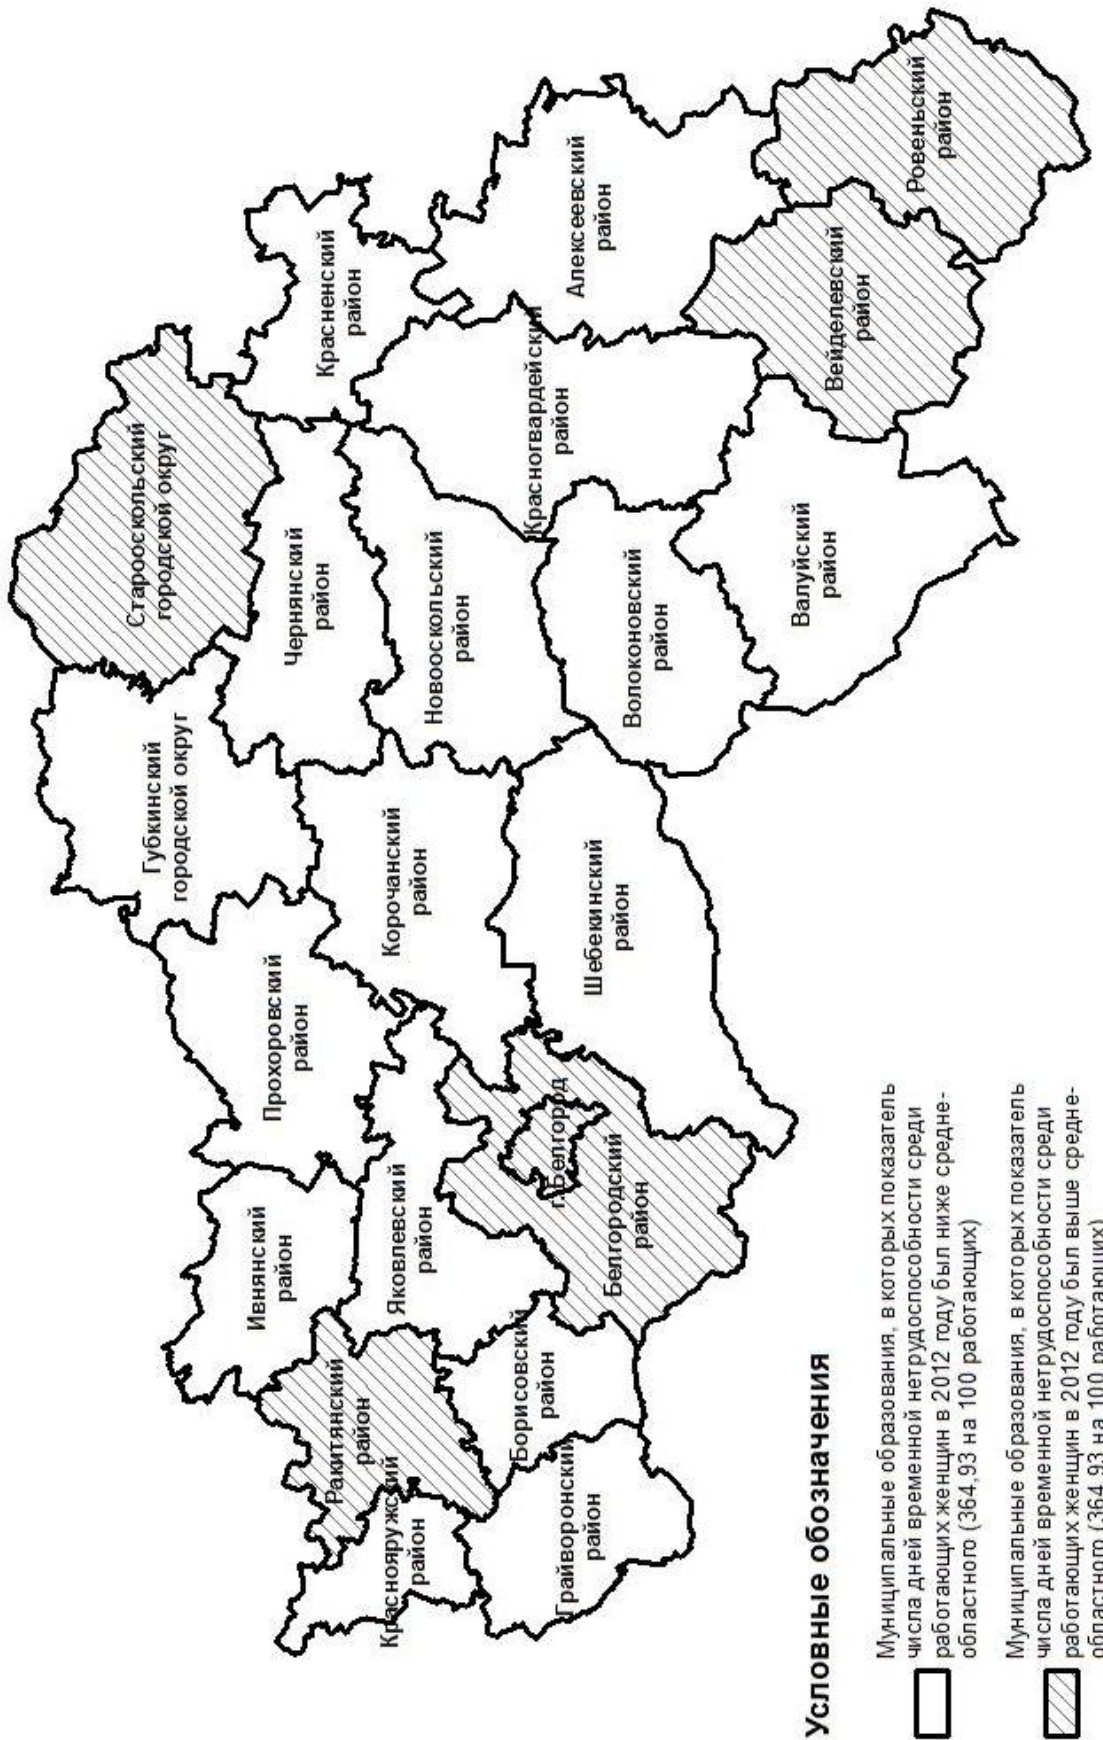 Старооскольский
городской округ
Губкинский
городской округ
Красненский
район
Чернянский
район
Прохоровский
район
Ивнянский
район
Корочанский
район
Новооскольский
район
Красногвардейский
район
Алексеевский
район
Ракитянский
район
Яковлевский
район
Краснояружский
район
Борисовский
район
Грайворонский
район
г.Белгород
Белгородский
район
Шебекинский
район
Волоконовский
район
Валуйский
район
Вейделевский
район
Ровеньский
район
Условные обозначения
Муниципальные образования, в которых показатель
числа дней временной нетрудоспособности среди
работающих женщин в 2012 году был ниже средне-
областного (364,93 на 100 работающих)
Муниципальные образования, в которых показатель
числа дней временной нетрудоспособности среди
работающих женщин в 2012 году был выше средне-
областного (364,93 на 100 работающих)